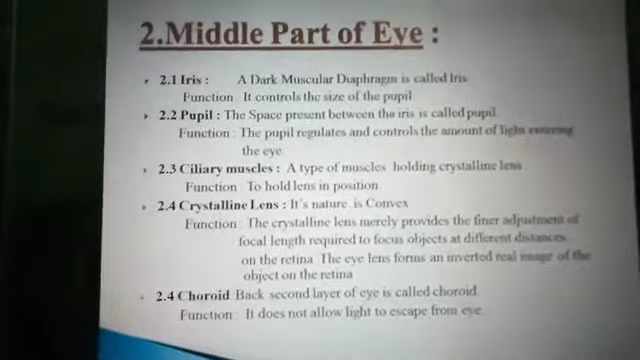 2.Middle Part of Eye :
2.1 Iris : A Dark Muscular Diaphragm is called Iris
Function : It controls the size of the pupil
2.2 Pupil : The Space present between the iris is called pupil
Function : The pupil regulates and controls the amount of light entering
the eye
2.3 Ciliary muscles : A type of muscles holding crystalline lens
Function : To hold lens in position
2.4 Crystalline Lens : It's nature is Convex
Function : The crystalline lens merely provides the finer adjustment of
focal length required to focus objects at different distances
on the retina The eye lens forms an inverted real image of the
object on the retina
2.4 Choroid Back second layer of eye is called choroid
Function : It does not allow light to escape from eye